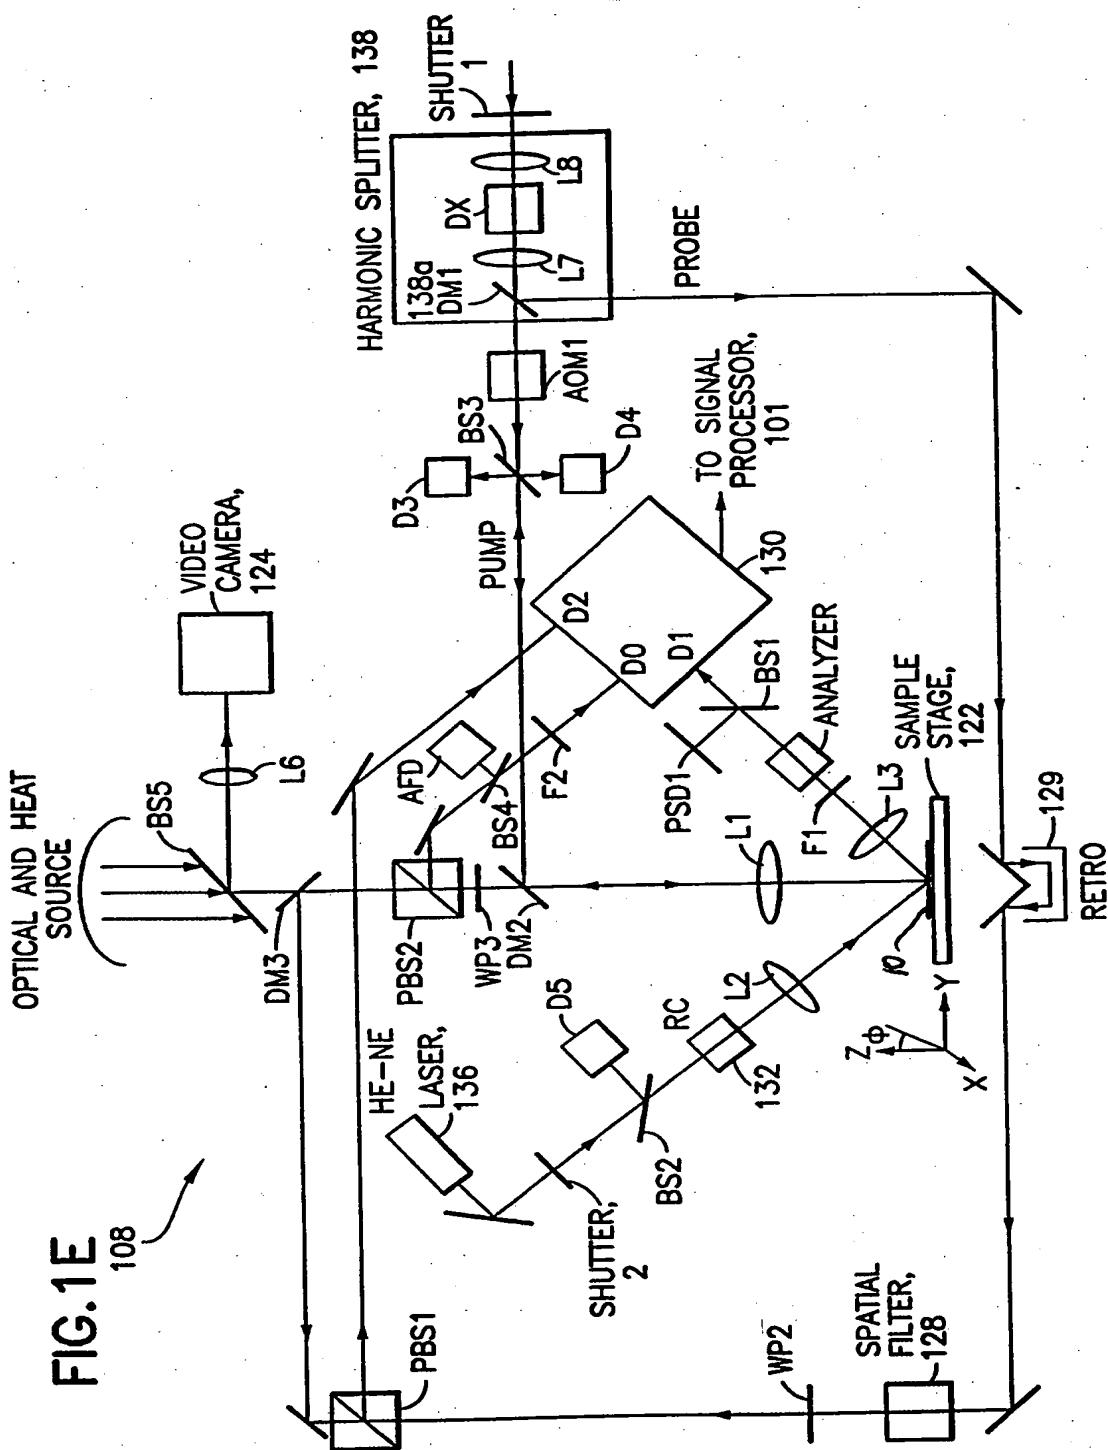 FIG.1E
108
OPTICAL AND HEAT
SOURCE
BS5
L6
VIDEO
CAMERA,
124
DM3
PBS1
PBS2
WP3
DM2
AFD
BS4
F2
D2
D0
D1
130
TO SIGNAL
PROCESSOR,
101
PUMP
D3
BS3
D4
AOM1
HARMONIC SPLITTER, 138
138a
DM1
L7
DX
L8
SHUTTER
1
PROBE
HE-NE
LASER,
136
SHUTTER,
2
D5
BS2
RC
132
L2
L1
PSD1
BS1
ANALYZER
F1
L3
SAMPLE
STAGE,
122
10
Z
φ
Y
X
129
RETRO
WP2
SPATIAL
FILTER,
128